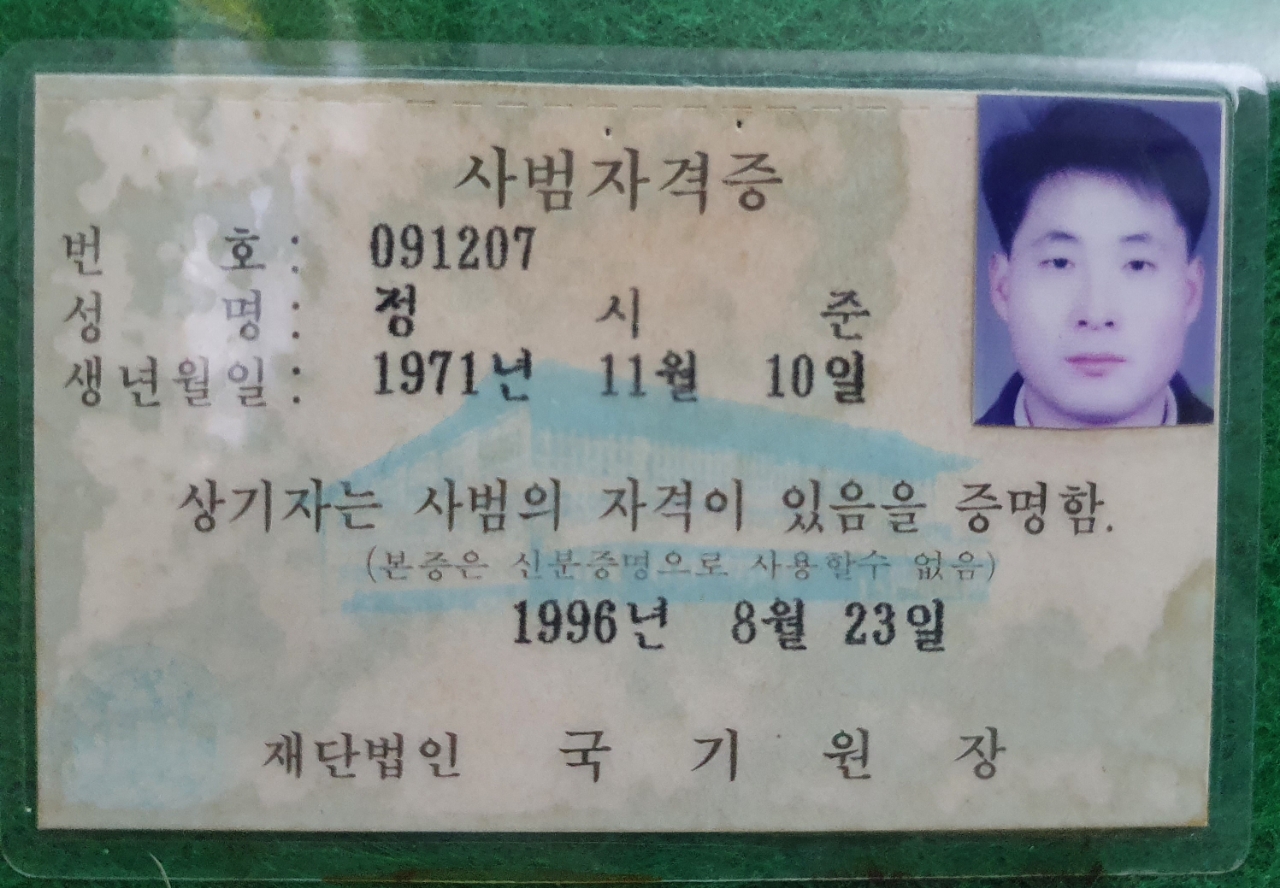 사범자격증
번 호 : 091207
성 명 : 정 시 준
생년월일 : 1971년 11월 10일
상기자는 사범의 자격이 있음을 증명함.
(본증은 신분증명으로 사용할수 없음)
1996년 8월 23일
재단법인 국 기 원 장